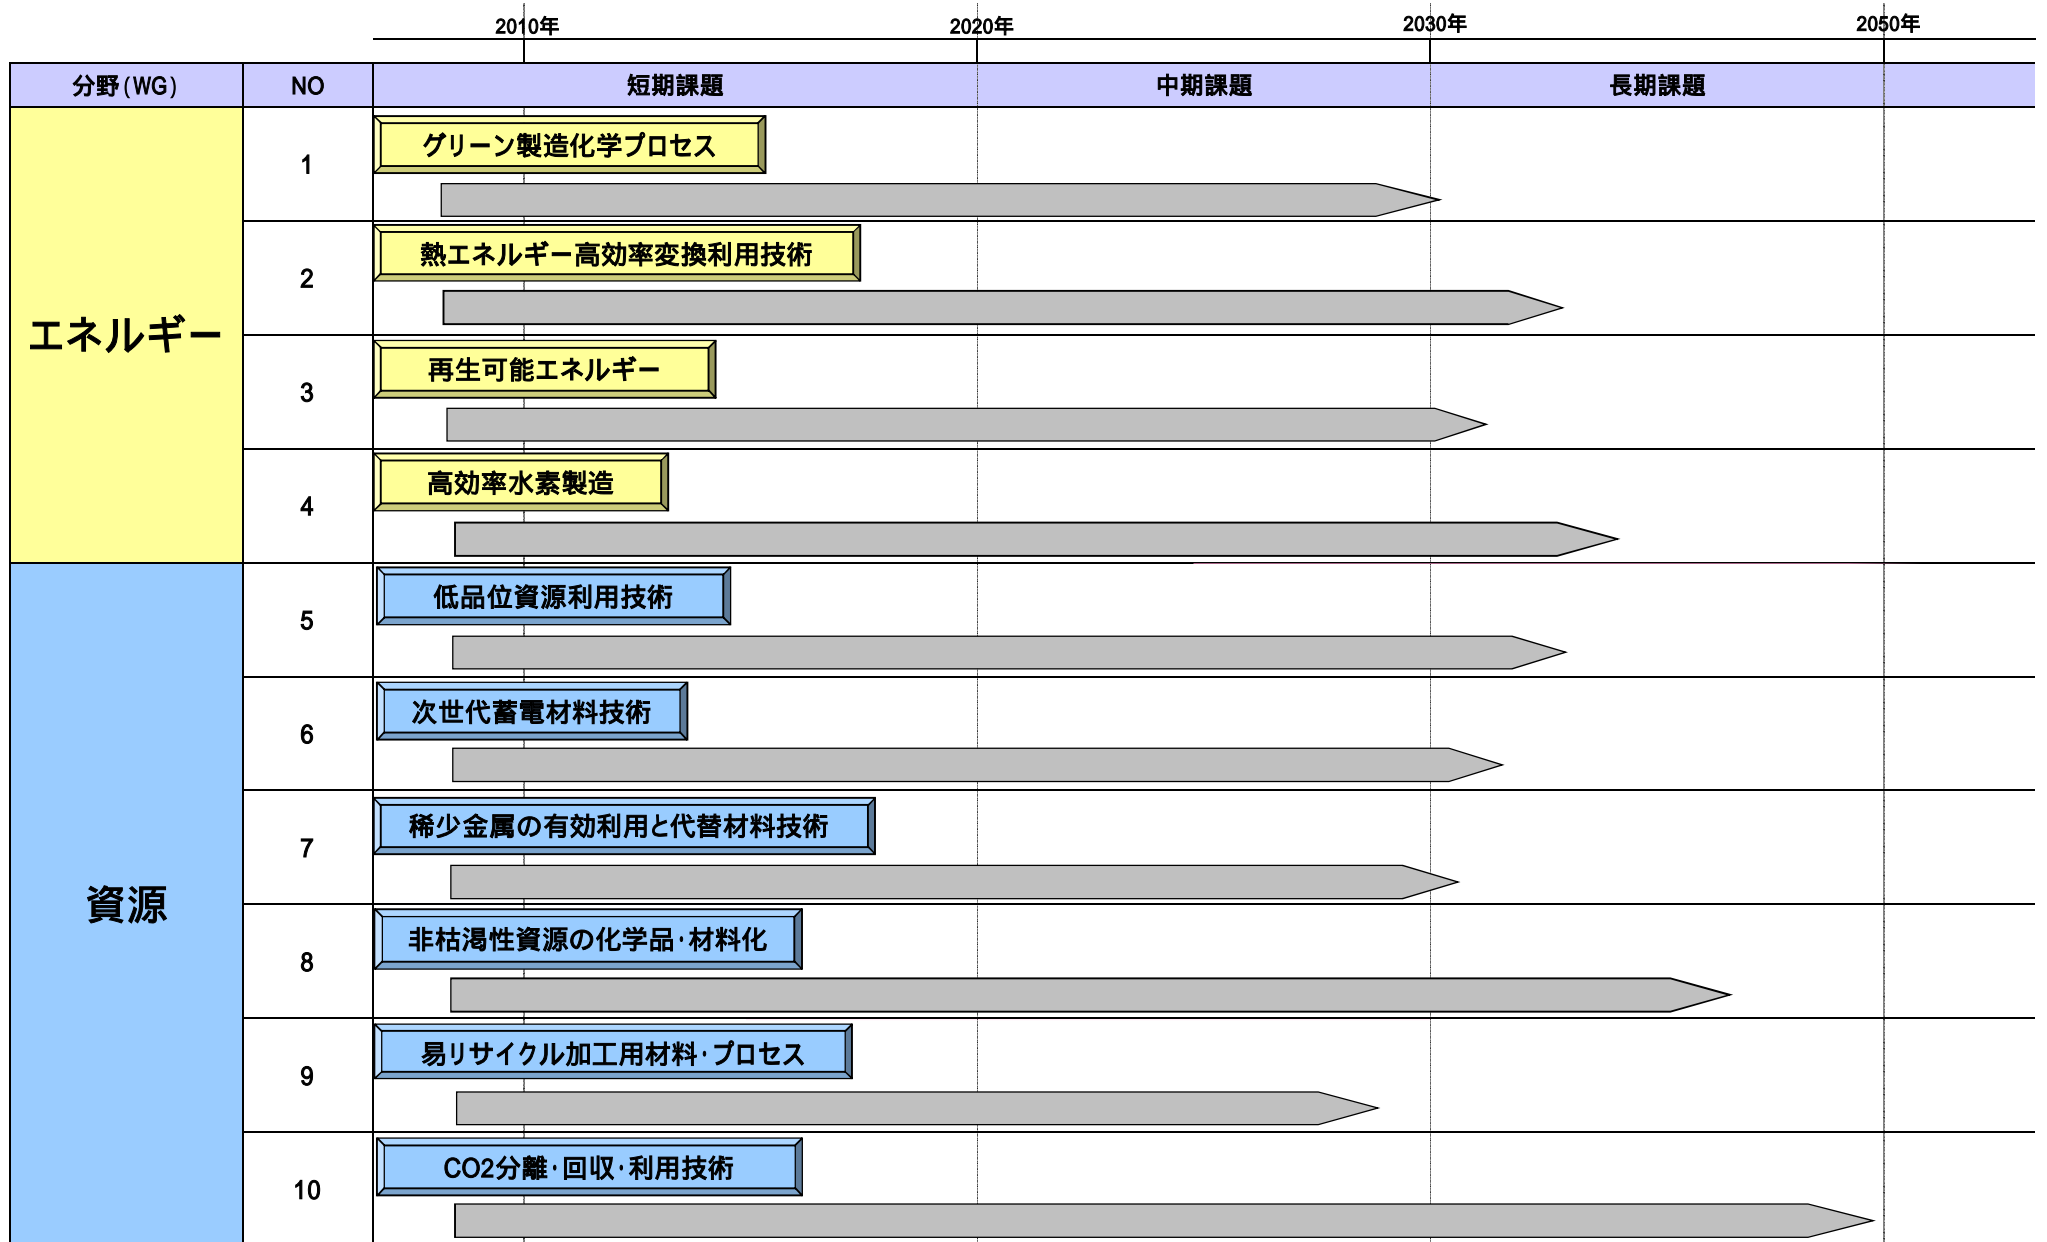 2010年 2020年 2030年 2050年
分野(WG) NO 短期課題 中期課題 長期課題
エネルギー
1 グリーン製造化学プロセス
2 熱エネルギー高効率変換利用技術
3 再生可能エネルギー
4 高効率水素製造
資源
5 低品位資源利用技術
6 次世代蓄電材料技術
7 稀少金属の有効利用と代替材料技術
8 非枯渇性資源の化学品･材料化
9 易リサイクル加工用材料･プロセス
10 CO2分離･回収･利用技術